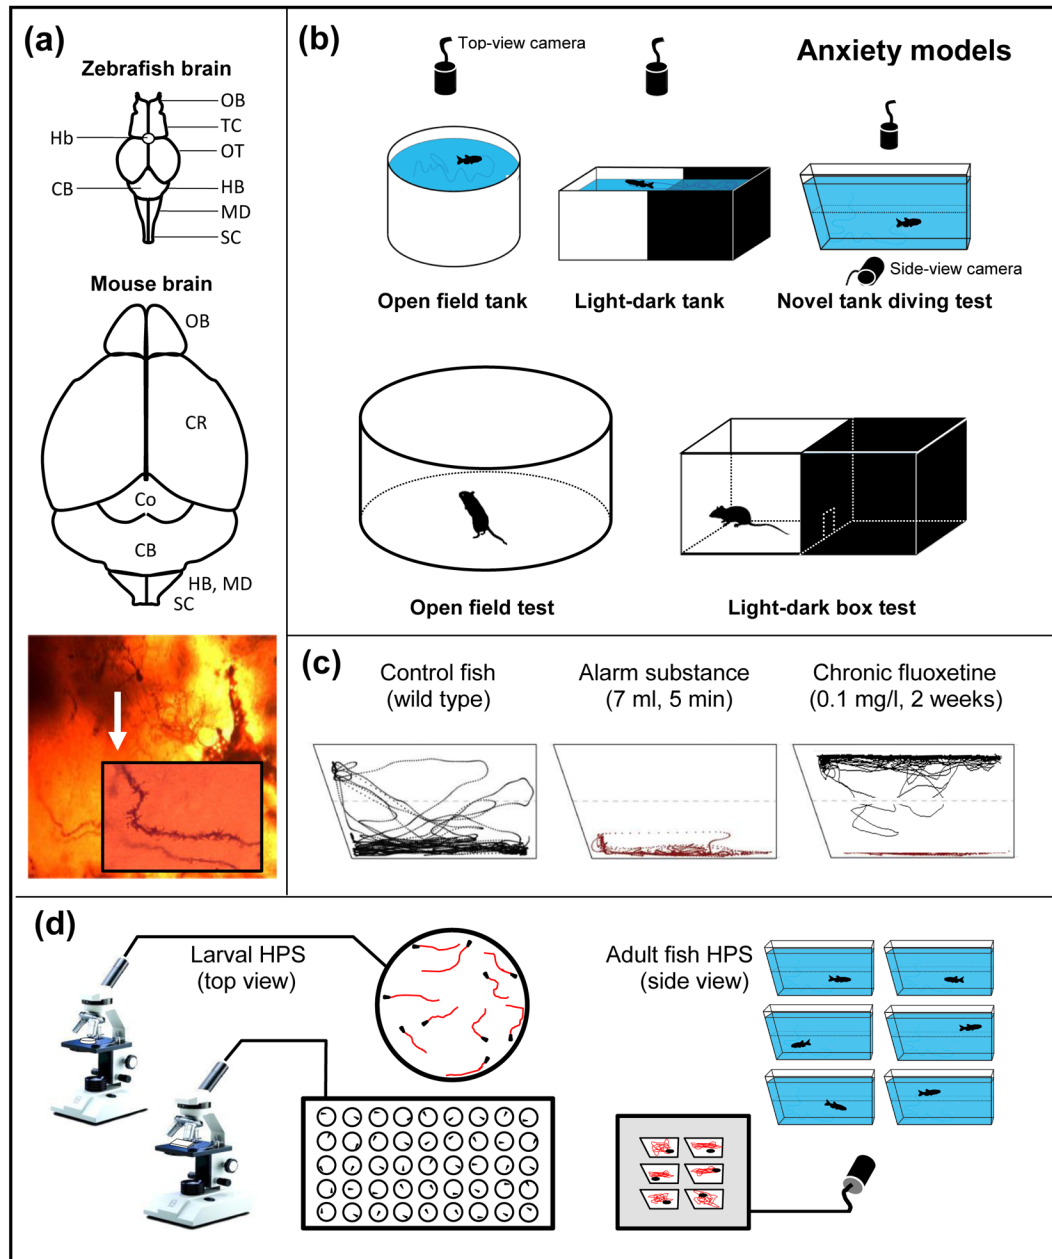 (a)
Zebrafish brain
OB
TC
Hb
OT
CB
HB
MD
SC
Mouse brain
OB
CR
Co
CB
HB, MD
SC
(b)
Top-view camera
Anxiety models
Side-view camera
Open field tank
Light-dark tank
Novel tank diving test
Open field test
Light-dark box test
(c)
Control fish
(wild type)
Alarm substance
(7 ml, 5 min)
Chronic fluoxetine
(0.1 mg/l, 2 weeks)
(d)
Larval HPS
(top view)
Adult fish HPS
(side view)